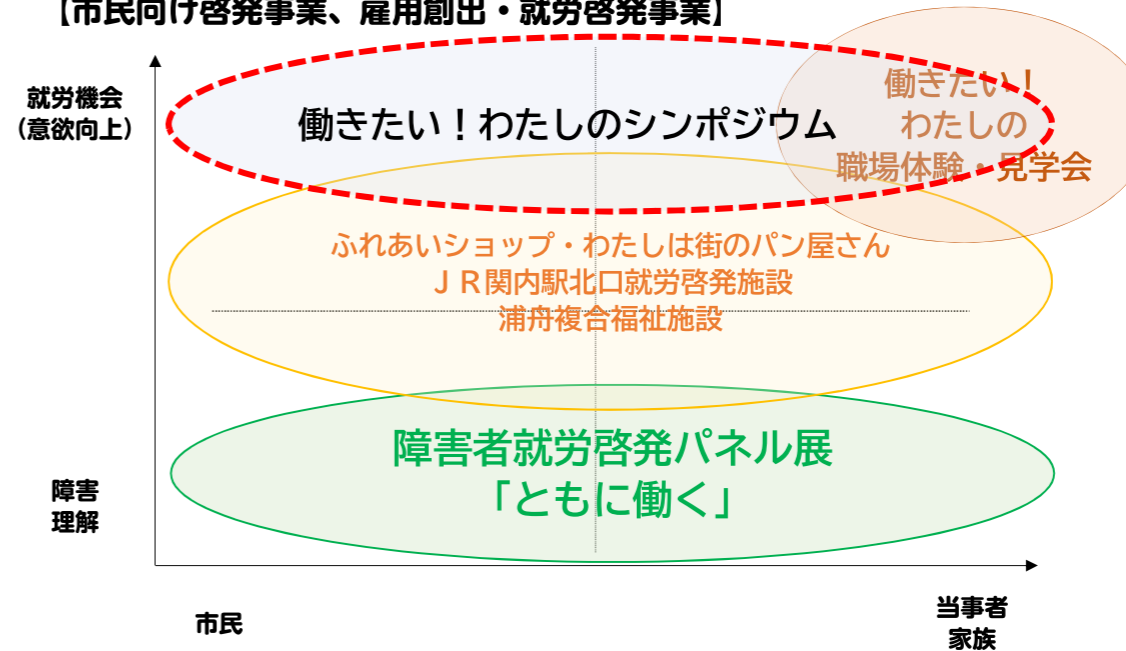 【市民向け啓発事業、雇用創出・就労啓発事業】
就労機会
（意欲向上）
働きたい！わたしのシンポジウム
働きたい！
わたしの
職場体験・見学会
ふれあいショップ・わたしは街のパン屋さん
ＪＲ関内駅北口就労啓発施設
浦舟複合福祉施設
障害者就労啓発パネル展
「ともに働く」
障害
理解
市民
当事者
家族